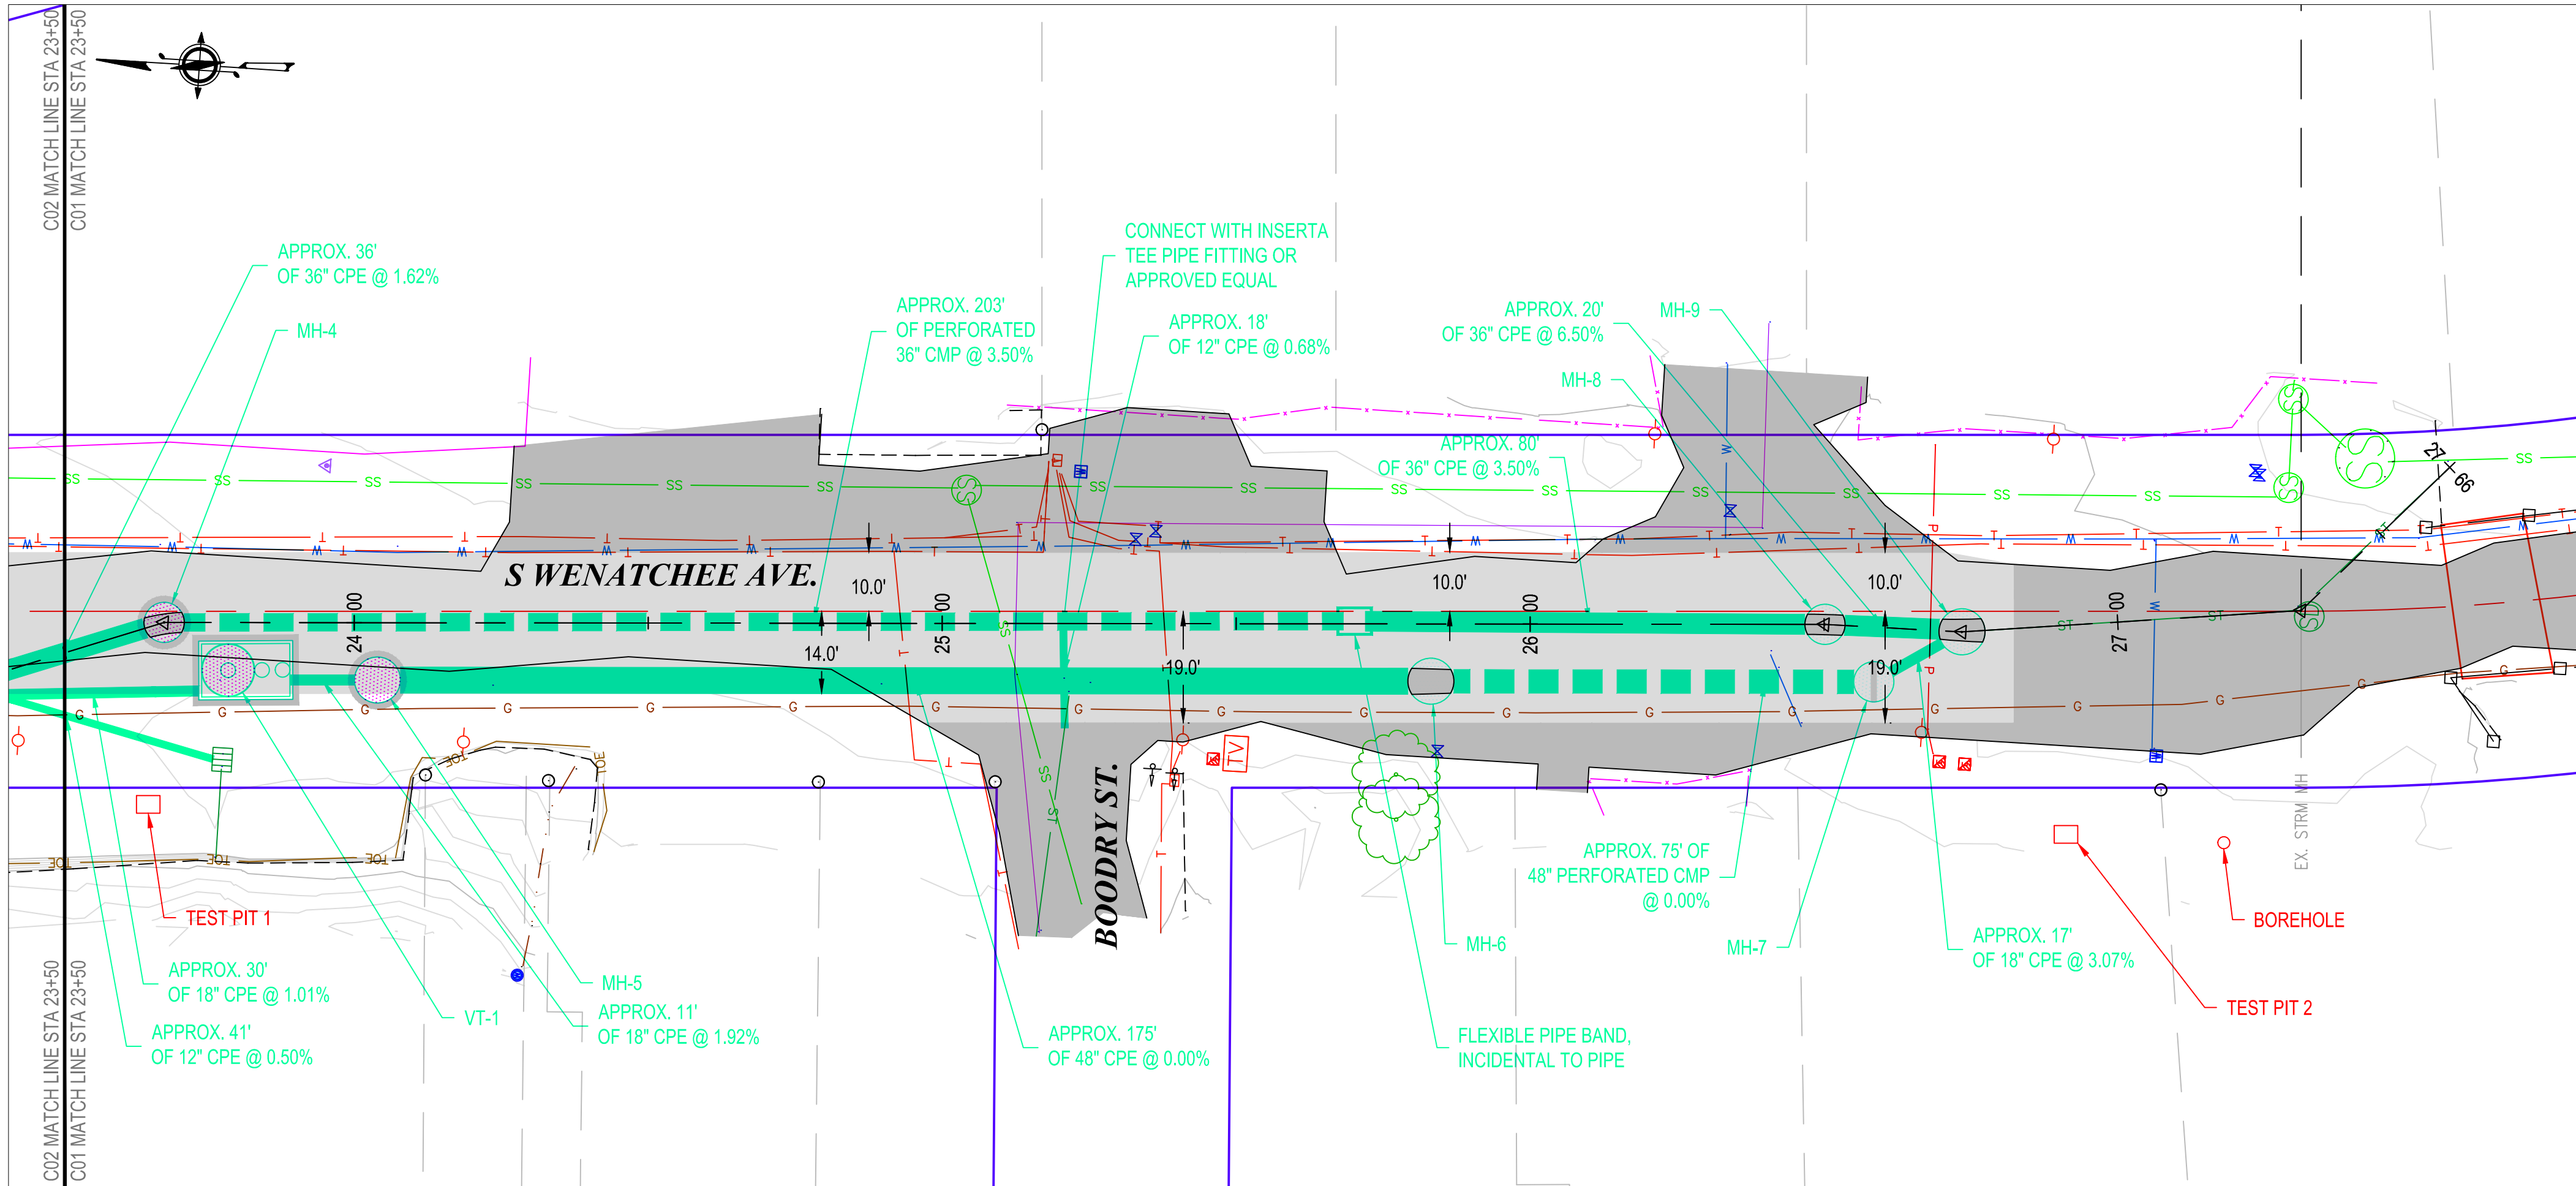 C02 MATCH LINE STA 23+50
C01 MATCH LINE STA 23+50
APPROX. 36'
OF 36" CPE @ 1.62%
MH-4
CONNECT WITH INSERTA
TEE PIPE FITTING OR
APPROVED EQUAL
APPROX. 203'
OF PERFORATED
36" CMP @ 3.50%
APPROX. 18'
OF 12" CPE @ 0.68%
APPROX. 20'
OF 36" CPE @ 6.50%
MH-9
MH-8
APPROX. 80'
OF 36" CPE @ 3.50%
S WENATCHEE AVE.
10.0'
10.0'
10.0'
24+00
25+00
26+00
27+00
27
66
14.0'
19.0'
19.0'
SS
ST
SD
W
T
G
P
TOE
TV
BOODRY ST.
EX. STRM MH
TEST PIT 1
APPROX. 30'
OF 18" CPE @ 1.01%
APPROX. 41'
OF 12" CPE @ 0.50%
VT-1
MH-5
APPROX. 11'
OF 18" CPE @ 1.92%
APPROX. 175'
OF 48" CPE @ 0.00%
MH-6
FLEXIBLE PIPE BAND,
INCIDENTAL TO PIPE
APPROX. 75' OF
48" PERFORATED CMP
@ 0.00%
MH-7
APPROX. 17'
OF 18" CPE @ 3.07%
BOREHOLE
TEST PIT 2
C02 MATCH LINE STA 23+50
C01 MATCH LINE STA 23+50